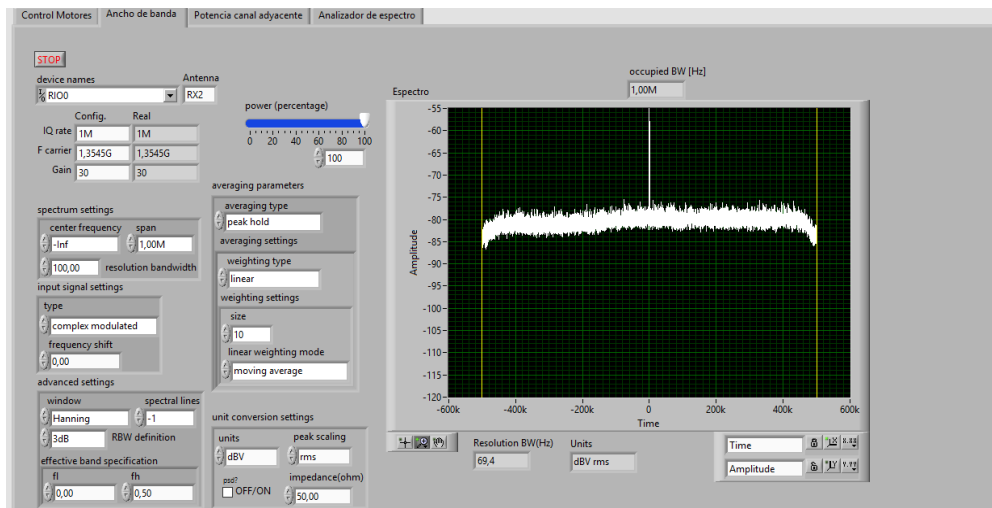 Control Motores Ancho de banda Potencia canal adyacente Analizador de espectro
STOP
device names Antenna
RIO0 RX2
Config. Real
IQ rate 1M 1M
F carrier 1,3545G 1,3545G
Gain 30 30
power (percentage)
0 20 40 60 80 100
100
spectrum settings
center frequency span
-Inf 1,00M
100,00 resolution bandwidth
input signal settings
type
complex modulated
frequency shift
0,00
advanced settings
window spectral lines
Hanning -1
3dB RBW definition
effective band specification
fl fh
0,00 0,50
averaging parameters
averaging type
peak hold
averaging settings
weighting type
linear
weighting settings
size
10
linear weighting mode
moving average
unit conversion settings
units peak scaling
dBV rms
psd? impedance(ohm)
OFF/ON 50,00
occupied BW [Hz]
1,00M
Espectro
Amplitude
-55
-60
-65
-70
-75
-80
-85
-90
-95
-100
-105
-110
-115
-120
-600k -400k -200k 0 200k 400k 600k
Time
Resolution BW(Hz) Units
69,4 dBV rms
Time
Amplitude